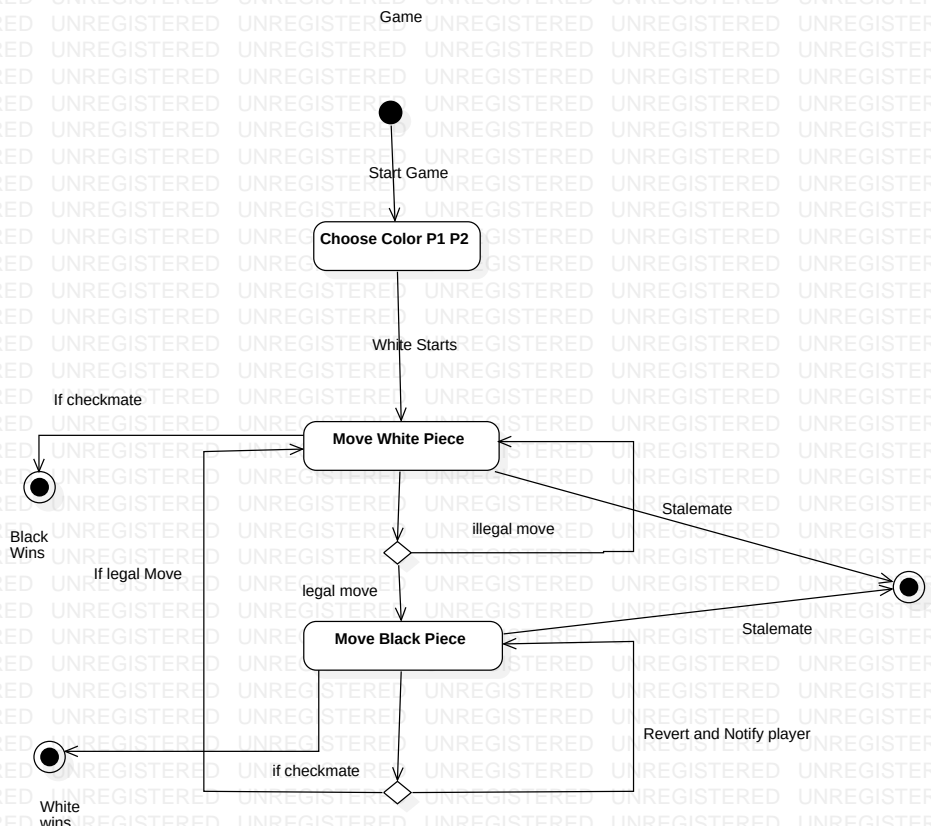 Game
Start Game
Choose Color P1 P2
White Starts
If checkmate
Move White Piece
Stalemate
illegal move
Black
Wins
If legal Move
legal move
Move Black Piece
Stalemate
Revert and Notify player
if checkmate
White
wins
UNREGISTERED